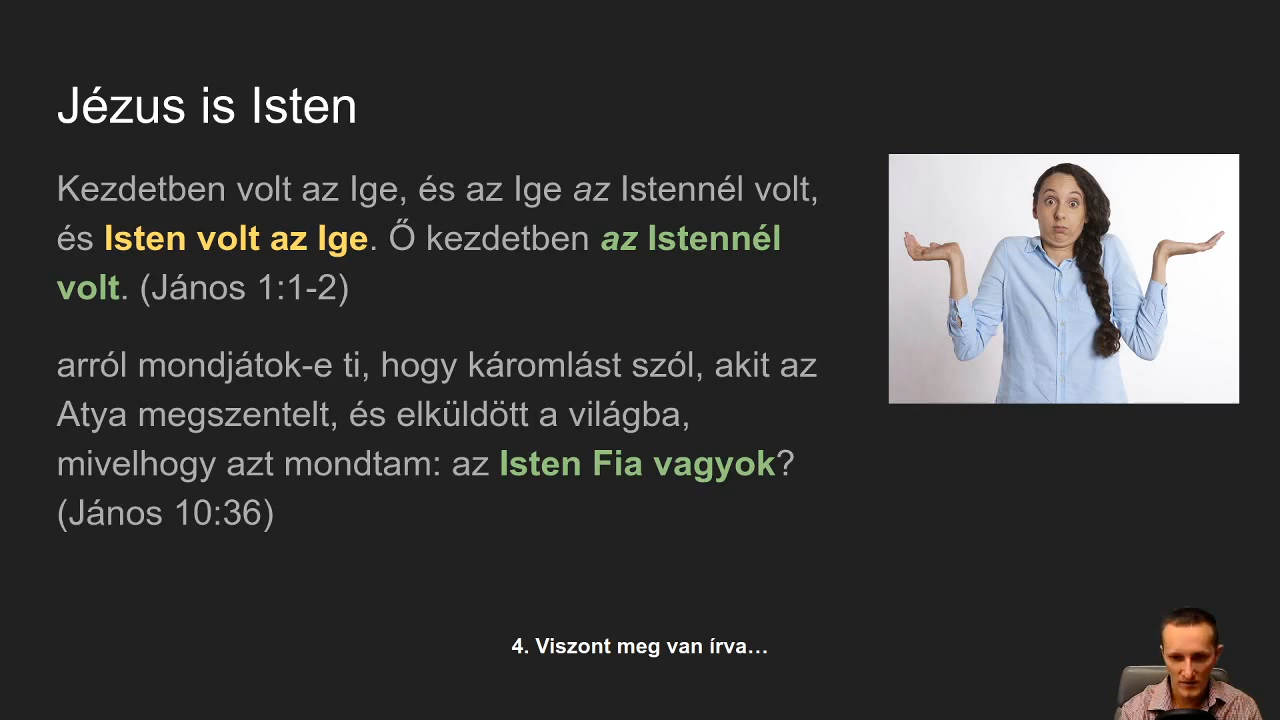 Jézus is Isten
Kezdetben volt az Ige, és az Ige az Istennél volt,
és Isten volt az Ige. Ő kezdetben az Istennél
volt. (János 1:1-2)
arról mondjátok-e ti, hogy káromlást szól, akit az
Atya megszentelt, és elküldött a világba,
mivelhogy azt mondtam: az Isten Fia vagyok?
(János 10:36)
4. Viszont meg van írva…